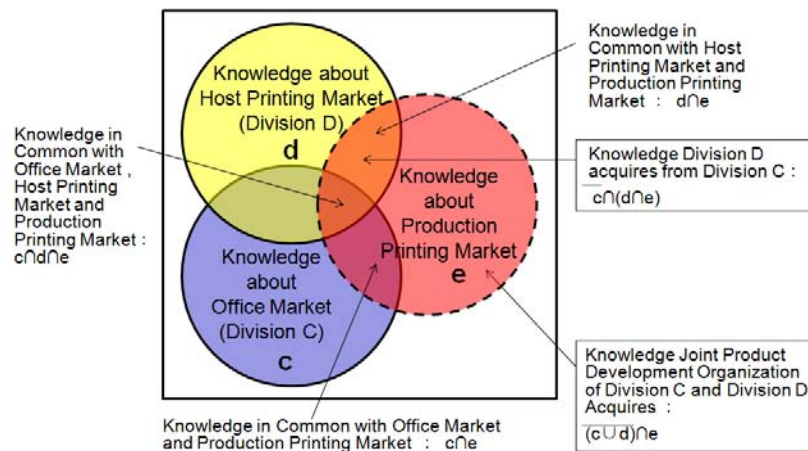 Knowledge about
Host Printing Market
(Division D)
d
Knowledge
about
Production
Printing Market
e
Knowledge
about
Office Market
(Division C)
c
Knowledge in
Common with
Office Market ,
Host Printing
Market and
Production
Printing Market :
c∩d∩e
Knowledge in
Common with Host
Printing Market and
Production Printing
Market : d∩e
Knowledge Division D
acquires from Division C :
c̅∩(d∩e)
Knowledge Joint Product
Development Organization
of Division C and Division D
Acquires :
(c̅∪̅d̅)∩e
Knowledge in Common with Office Market
and Production Printing Market : c∩e